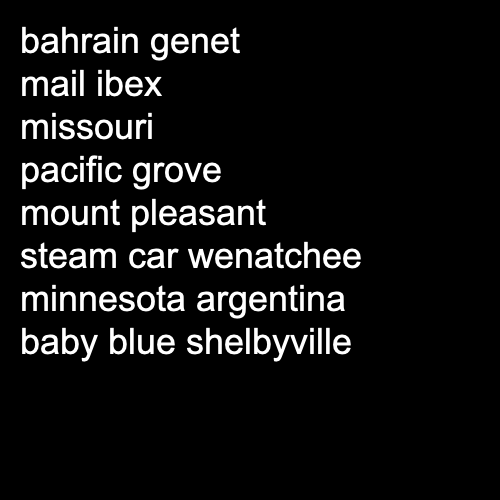 bahrain genet
mail ibex
missouri
pacific grove
mount pleasant
steam car wenatchee
minnesota argentina
baby blue shelbyville